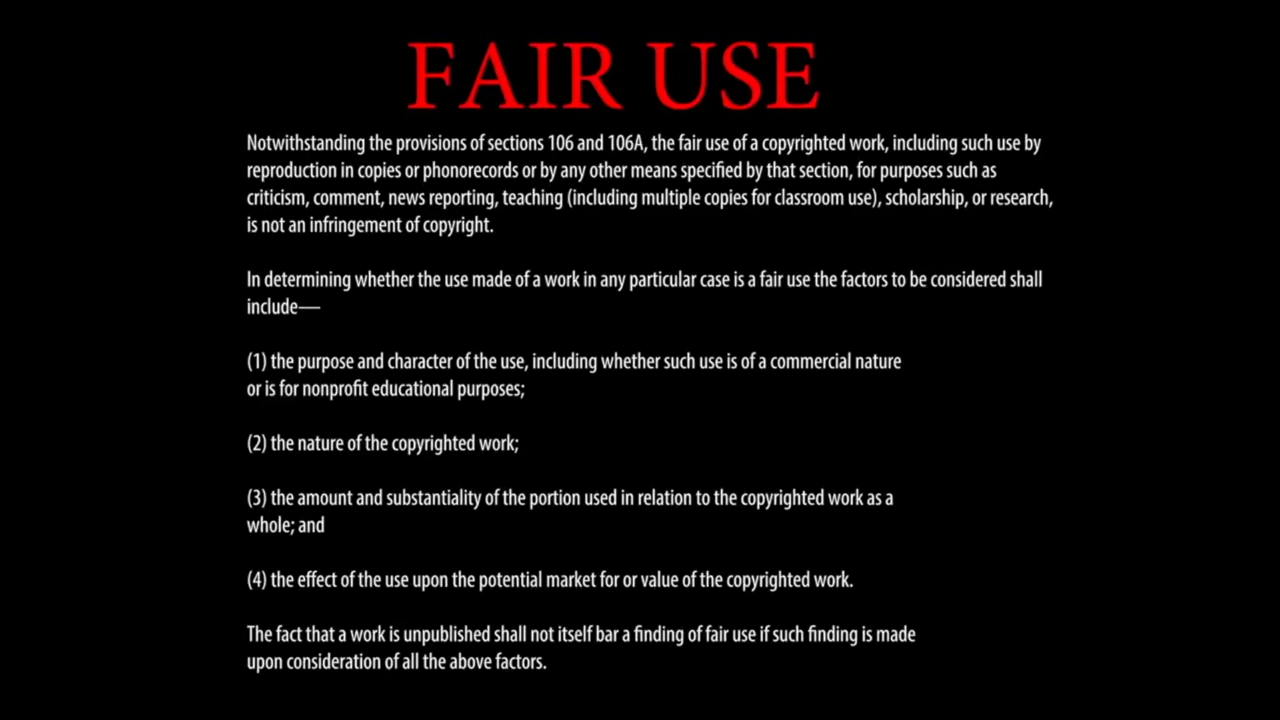 FAIR USE
Notwithstanding the provisions of sections 106 and 106A, the fair use of a copyrighted work, including such use by
reproduction in copies or phonorecords or by any other means specified by that section, for purposes such as
criticism, comment, news reporting, teaching (including multiple copies for classroom use), scholarship, or research,
is not an infringement of copyright.
In determining whether the use made of a work in any particular case is a fair use the factors to be considered shall
include—
(1) the purpose and character of the use, including whether such use is of a commercial nature
or is for nonprofit educational purposes;
(2) the nature of the copyrighted work;
(3) the amount and substantiality of the portion used in relation to the copyrighted work as a
whole; and
(4) the effect of the use upon the potential market for or value of the copyrighted work.
The fact that a work is unpublished shall not itself bar a finding of fair use if such finding is made
upon consideration of all the above factors.